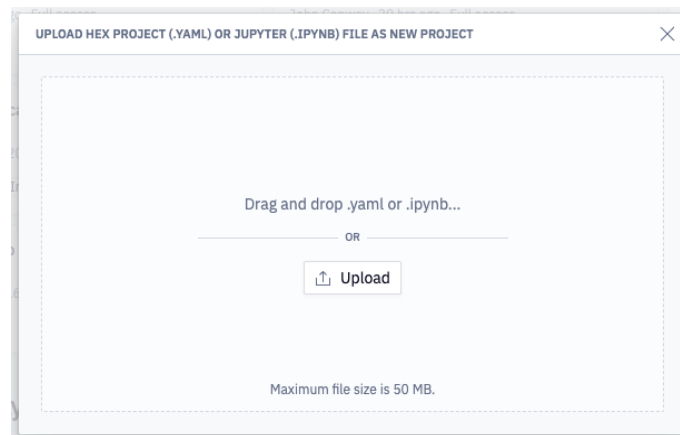 UPLOAD HEX PROJECT (.YAML) OR JUPYTER (.IPYNB) FILE AS NEW PROJECT
Drag and drop .yaml or .ipynb...
OR
Upload
Maximum file size is 50 MB.